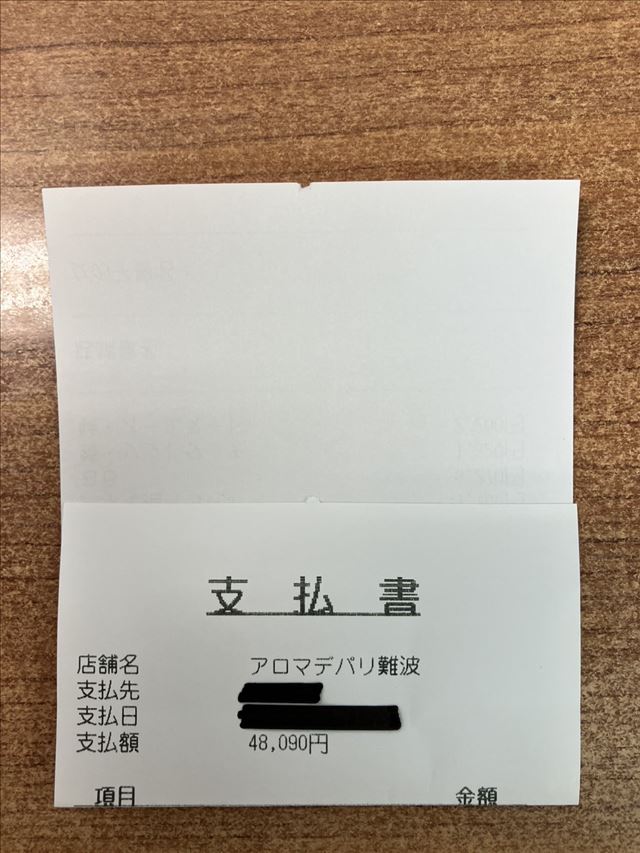 支払書
店舗名 アロマデパリ難波
支払先
支払日
支払額 48,090円
項目 金額